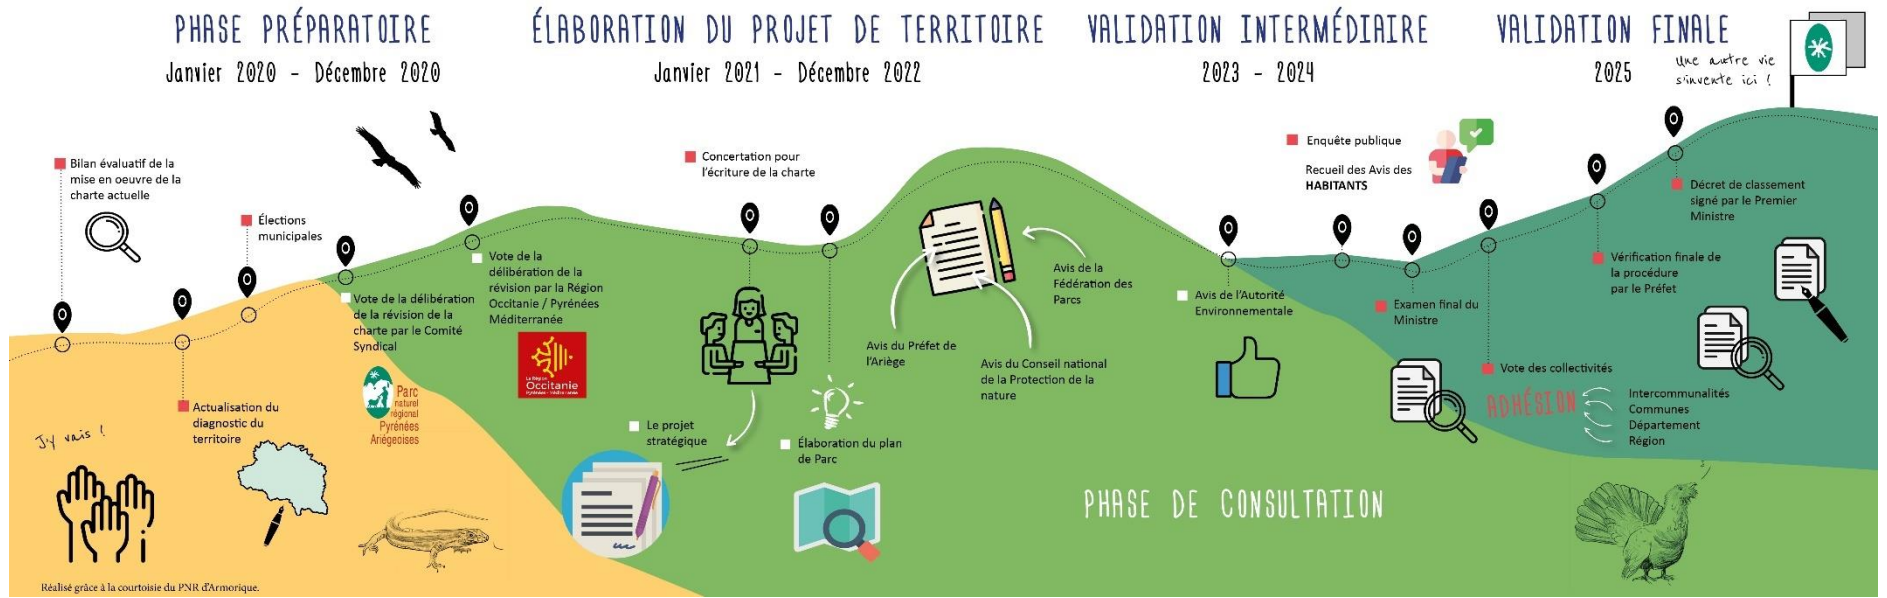 PHASE PRÉPARATOIRE
Janvier 2020 - Décembre 2020
ÉLABORATION DU PROJET DE TERRITOIRE
Janvier 2021 - Décembre 2022
VALIDATION INTERMÉDIAIRE
2023 - 2024
VALIDATION FINALE
2025
Une autre vie
s'invente ici !
Bilan évaluatif de la
mise en oeuvre de la
charte actuelle
Actualisation du
diagnostic du
territoire
Élections
municipales
Vote de la délibération
de la révision de la
charte par le Comité
Syndical
Parc
naturel
régional
Pyrénées
Ariégeoises
Vote de la
délibération de la
révision par la Région
Occitanie / Pyrénées
Méditerranée
La Région
Occitanie
Pyrénées - Méditerranée
Concertation pour
l'écriture de la charte
Le projet
stratégique
Élaboration du plan
de Parc
Avis du Préfet de
l'Ariège
Avis du Conseil national
de la Protection de la
nature
Avis de la
Fédération des
Parcs
Avis de l'Autorité
Environnementale
Enquête publique
Recueil des Avis des
HABITANTS
Examen final du
Ministre
Vote des collectivités
ADHÉSION
Intercommunalités
Communes
Département
Région
Vérification finale de
la procédure
par le Préfet
Décret de classement
signé par le Premier
Ministre
PHASE DE CONSULTATION
J'y vais !
Réalisé grâce à la courtoisie du PNR d'Armorique.